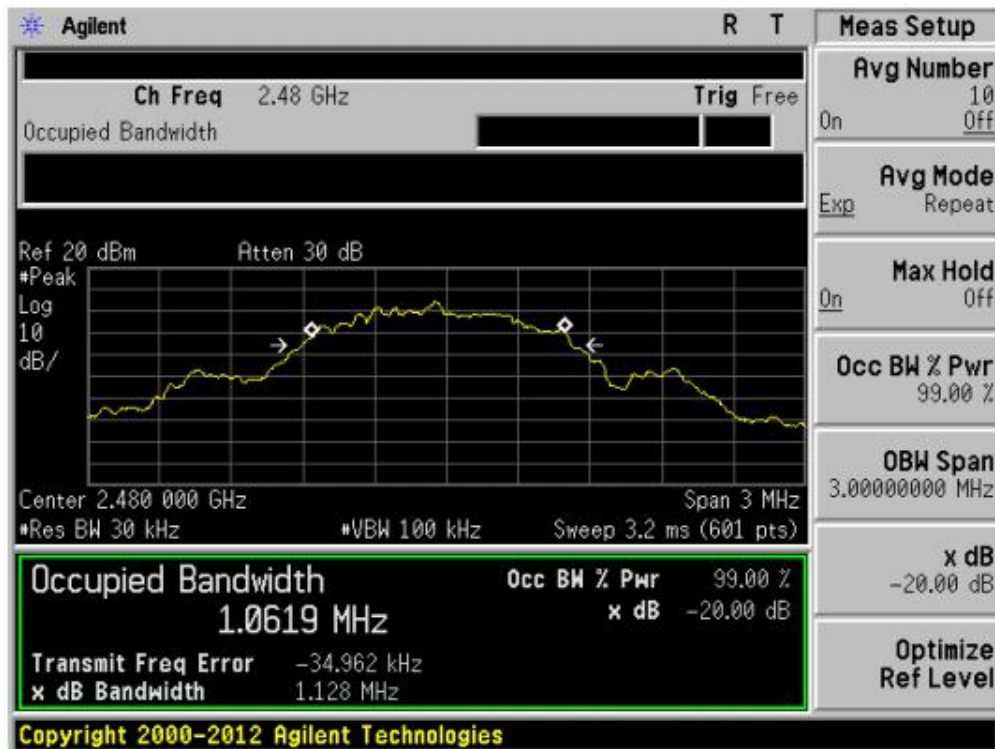 Agilent R T
Ch Freq 2.48 GHz Trig Free
Occupied Bandwidth
Ref 20 dBm Atten 30 dB
#Peak
Log
10
dB/
Center 2.480 000 GHz Span 3 MHz
#Res BW 30 kHz #VBW 100 kHz Sweep 3.2 ms (601 pts)
Occupied Bandwidth Occ BW % Pwr 99.00 %
1.0619 MHz x dB -20.00 dB
Transmit Freq Error -34.962 kHz
x dB Bandwidth 1.128 MHz
Copyright 2000-2012 Agilent Technologies
Meas Setup
Avg Number
10
On Off
Avg Mode
Exp Repeat
Max Hold
On Off
Occ BW % Pwr
99.00 %
OBW Span
3.00000000 MHz
x dB
-20.00 dB
Optimize
Ref Level